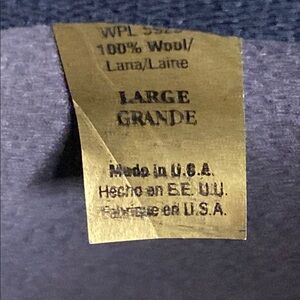 WPL
100% Wool/
Lana/Laine
LARGE
GRANDE
Made in U.S.A.
Hecho en E.E. U.U.
Fabrique en U.S.A.